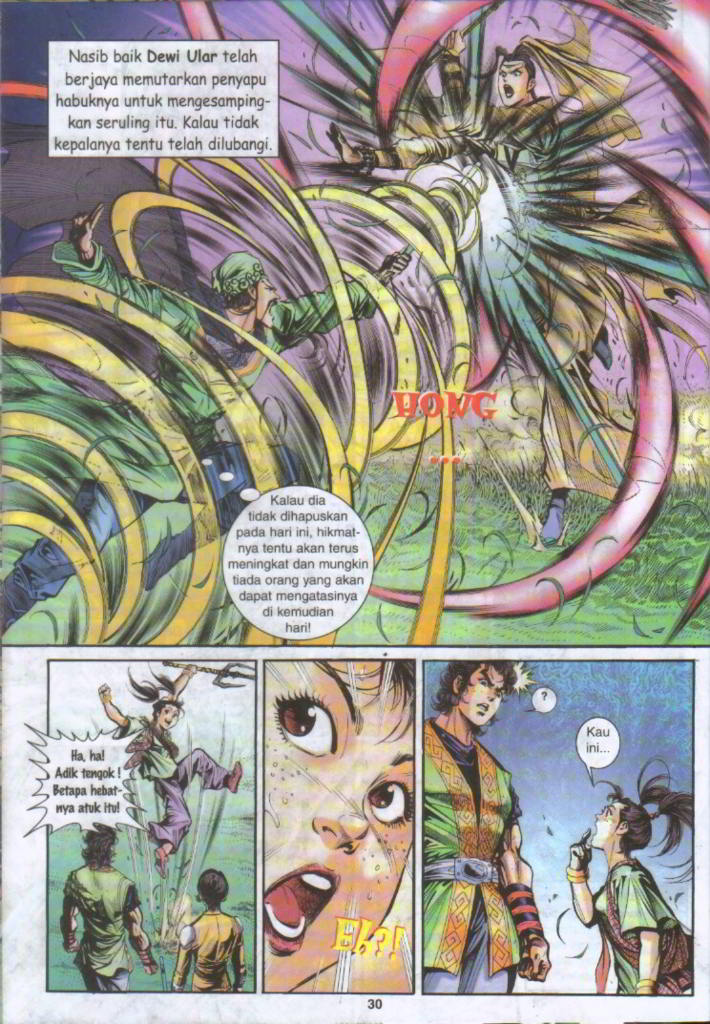 Nasib baik Dewi Ular telah
berjaya memutarkan penyapu
habuknya untuk mengesamping-
kan seruling itu. Kalau tidak
kepalanya tentu telah dilubangi.
HONG
...
Kalau dia
tidak dihapuskan
pada hari ini, hikmat-
nya tentu akan terus
meningkat dan mungkin
tiada orang yang akan
dapat mengatasinya
di kemudian
hari!
Ha, ha!
Adik tengok!
Betapa hebat-
nya atuk itu!
Eh?!
?
Kau
ini...
30